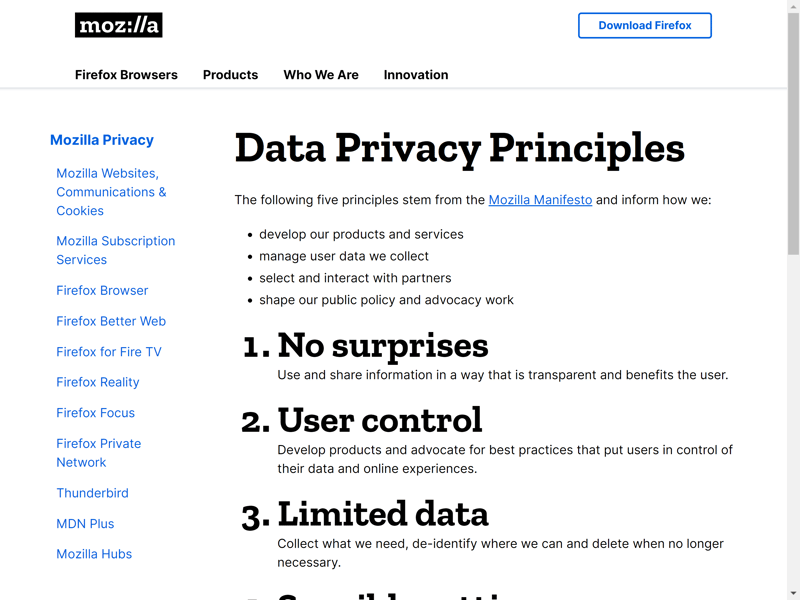 moz://a
Download Firefox
Firefox Browsers
Products
Who We Are
Innovation
Mozilla Privacy
Mozilla Websites,
Communications &
Cookies
Mozilla Subscription
Services
Firefox Browser
Firefox Better Web
Firefox for Fire TV
Firefox Reality
Firefox Focus
Firefox Private
Network
Thunderbird
MDN Plus
Mozilla Hubs
Data Privacy Principles
The following five principles stem from the Mozilla Manifesto and inform how we:
• develop our products and services
• manage user data we collect
• select and interact with partners
• shape our public policy and advocacy work
1. No surprises
Use and share information in a way that is transparent and benefits the user.
2. User control
Develop products and advocate for best practices that put users in control of
their data and online experiences.
3. Limited data
Collect what we need, de-identify where we can and delete when no longer
necessary.